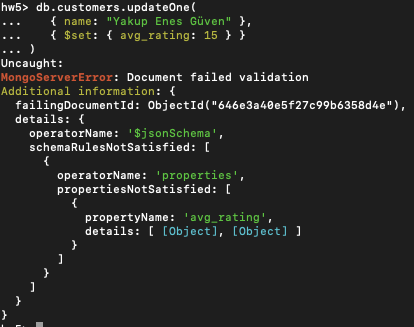 hw5> db.customers.updateOne(
...     { name: "Yakup Enes Güven" },
...     { $set: { avg_rating: 15 } }
... )
Uncaught:
MongoServerError: Document failed validation
Additional information: {
  failingDocumentId: ObjectId("646e3a40e5f27c99b6358d4e"),
  details: {
    operatorName: '$jsonSchema',
    schemaRulesNotSatisfied: [
      {
        operatorName: 'properties',
        propertiesNotSatisfied: [
          {
            propertyName: 'avg_rating',
            details: [ [Object], [Object] ]
          }
        ]
      }
    ]
  }
}
hw5>